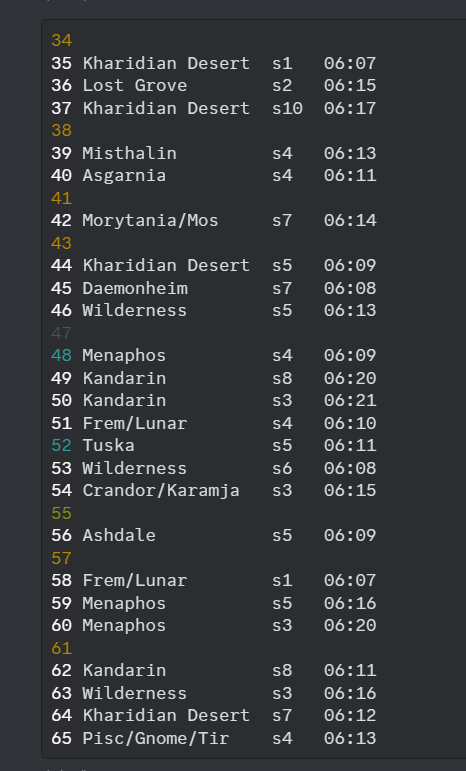 34
35 Kharidian Desert s1 06:07
36 Lost Grove s2 06:15
37 Kharidian Desert s10 06:17
38
39 Misthalin s4 06:13
40 Asgarnia s4 06:11
41
42 Morytania/Mos s7 06:14
43
44 Kharidian Desert s5 06:09
45 Daemonheim s7 06:08
46 Wilderness s5 06:13
47
48 Menaphos s4 06:09
49 Kandarin s8 06:20
50 Kandarin s3 06:21
51 Frem/Lunar s4 06:10
52 Tuska s5 06:11
53 Wilderness s6 06:08
54 Crandor/Karamja s3 06:15
55
56 Ashdale s5 06:09
57
58 Frem/Lunar s1 06:07
59 Menaphos s5 06:16
60 Menaphos s3 06:20
61
62 Kandarin s8 06:11
63 Wilderness s3 06:16
64 Kharidian Desert s7 06:12
65 Pisc/Gnome/Tir s4 06:13